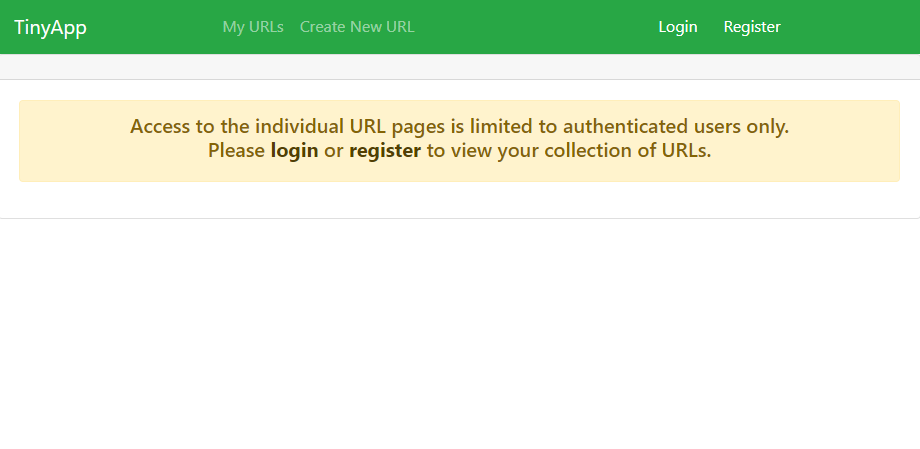 TinyApp My URLs Create New URL Login Register
Access to the individual URL pages is limited to authenticated users only.
Please login or register to view your collection of URLs.